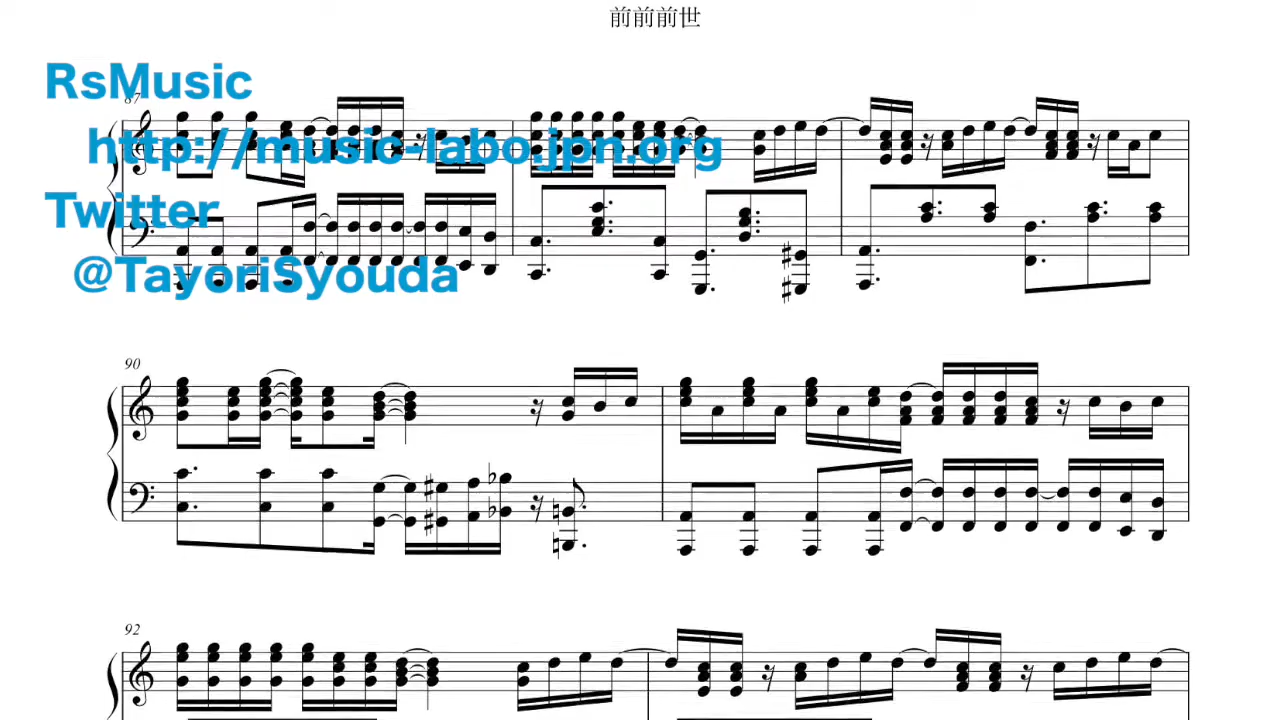 前前前世
RsMusic
87
http://music-labo.jpn.org
Twitter
@TayoriSyouda
90
92